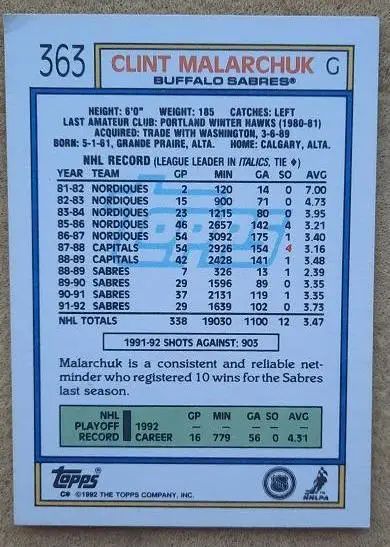 363 CLINT MALARCHUK G
BUFFALO SABRES®
HEIGHT: 6'0" WEIGHT: 185 CATCHES: LEFT
LAST AMATEUR CLUB: PORTLAND WINTER HAWKS (1980-81)
ACQUIRED: TRADE WITH WASHINGTON, 3-6-89
BORN: 5-1-61, GRANDE PRAIRE, ALTA. HOME: CALGARY, ALTA.
NHL RECORD (LEAGUE LEADER IN ITALICS, TIE ♦)
YEAR TEAM GP MIN GA SO AVG
81-82 NORDIQUES 2 120 14 0 7.00
82-83 NORDIQUES 15 900 71 0 4.73
83-84 NORDIQUES 23 1215 80 0 3.95
85-86 NORDIQUES 46 2657 142 4 3.21
86-87 NORDIQUES 54 3092 175 1 3.40
87-88 CAPITALS 54 2926 154 4 3.16
88-89 CAPITALS 42 2428 141 1 3.48
88-89 SABRES 7 326 13 1 2.39
89-90 SABRES 29 1596 89 0 3.35
90-91 SABRES 37 2131 119 1 3.35
91-92 SABRES 29 1639 102 0 3.73
NHL TOTALS 338 19030 1100 12 3.47
1991-92 SHOTS AGAINST: 903
Malarchuk is a consistent and reliable net-
minder who registered 10 wins for the Sabres
last season.
NHL GP MIN GA SO AVG
PLAYOFF 1992 — — — — —
RECORD CAREER 16 779 56 0 4.31
topps
C® ©1992 THE TOPPS COMPANY, INC.
NHL
NHLPA